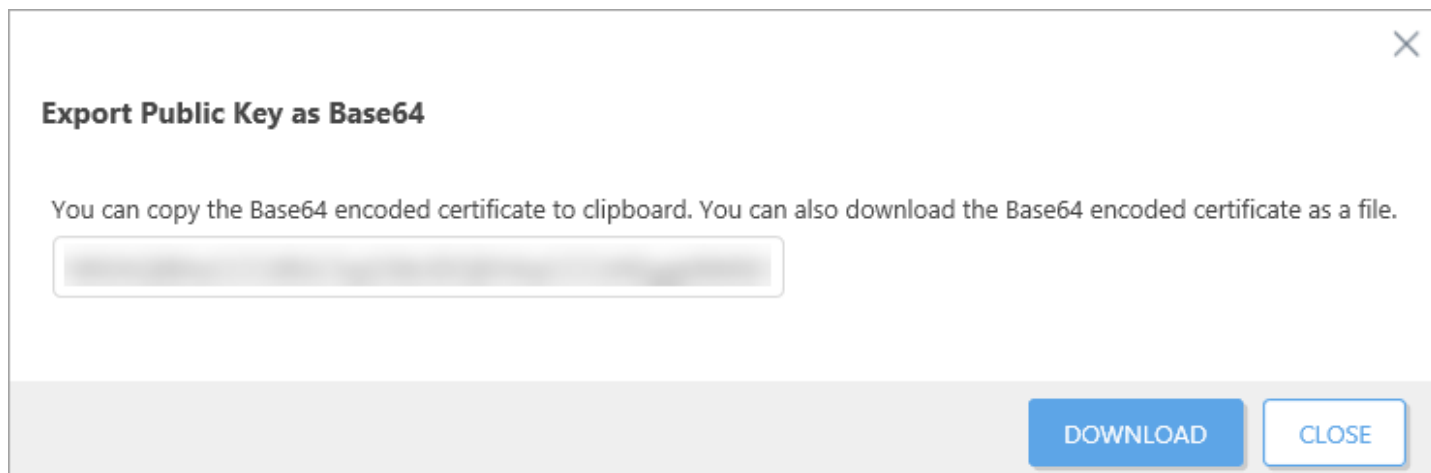 Export Public Key as Base64
You can copy the Base64 encoded certificate to clipboard. You can also download the Base64 encoded certificate as a file.
DOWNLOAD
CLOSE